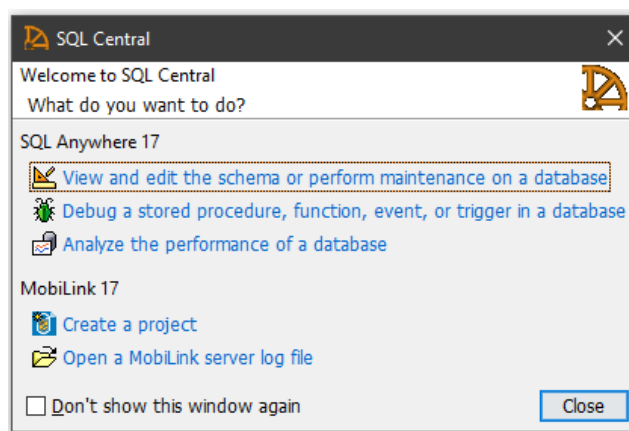 SQL Central
Welcome to SQL Central
What do you want to do?
SQL Anywhere 17
View and edit the schema or perform maintenance on a database
Debug a stored procedure, function, event, or trigger in a database
Analyze the performance of a database
MobiLink 17
Create a project
Open a MobiLink server log file
Don't show this window again
Close